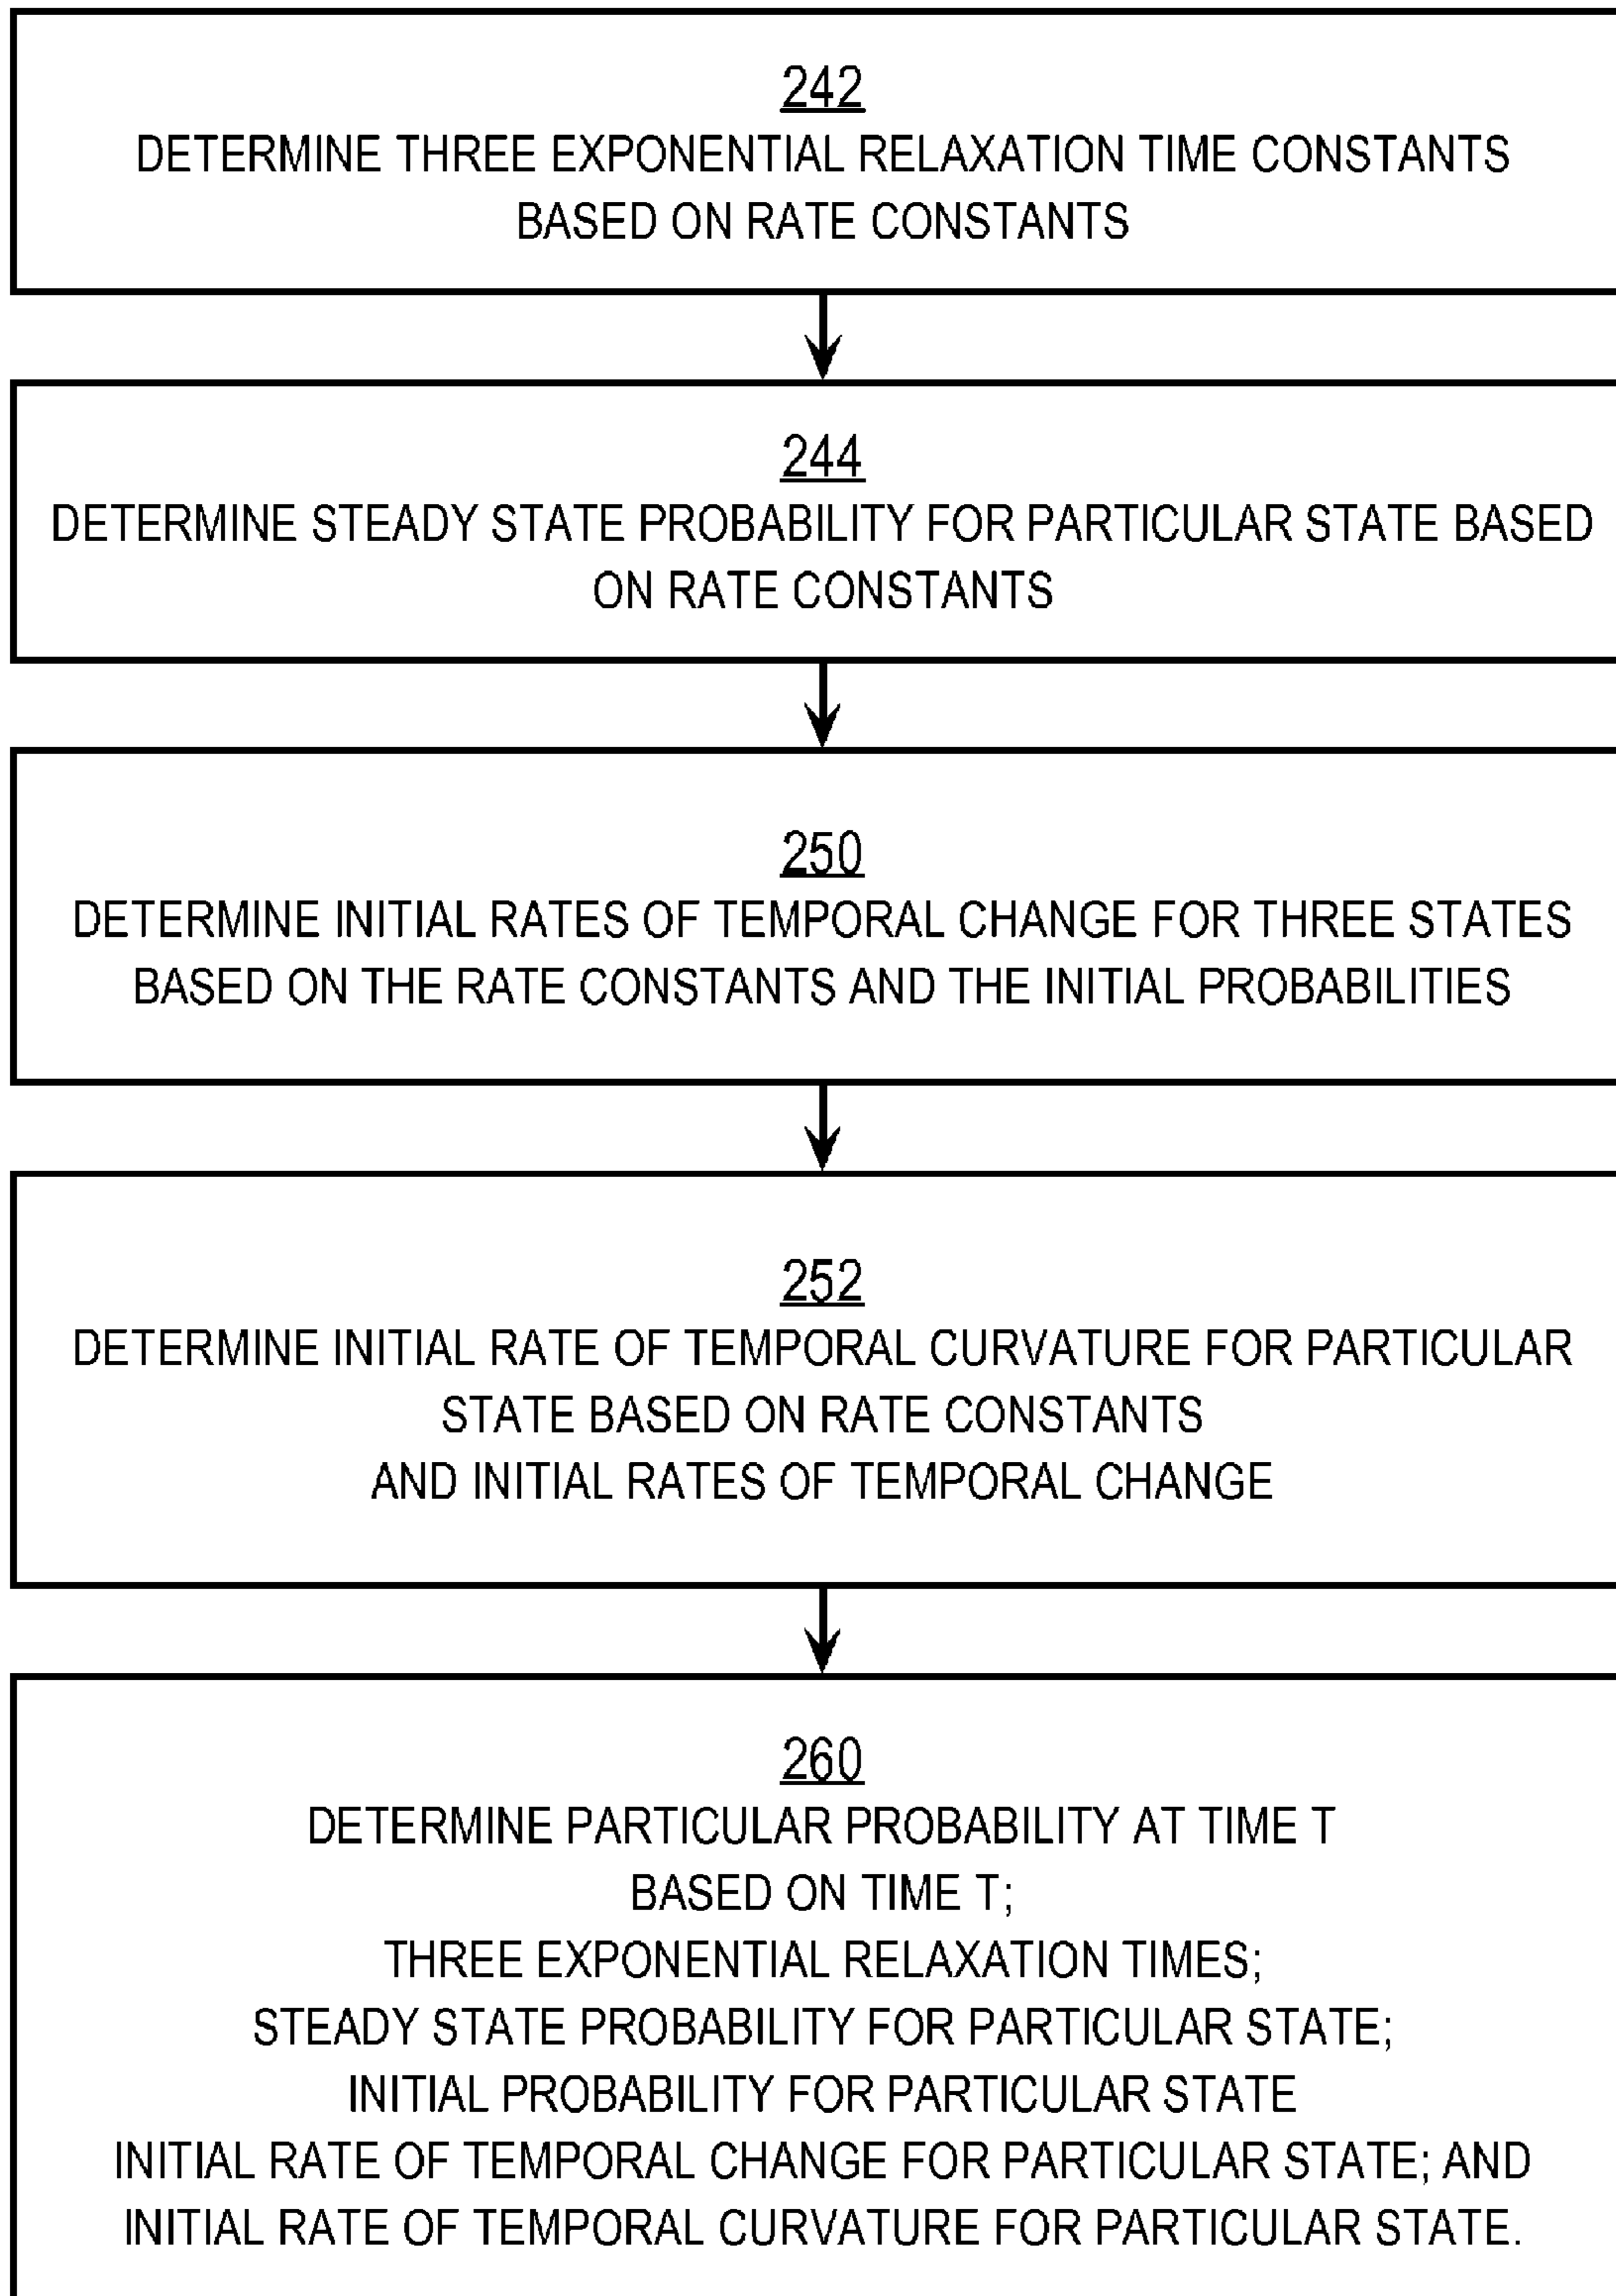 242
DETERMINE THREE EXPONENTIAL RELAXATION TIME CONSTANTS
BASED ON RATE CONSTANTS
244
DETERMINE STEADY STATE PROBABILITY FOR PARTICULAR STATE BASED
ON RATE CONSTANTS
250
DETERMINE INITIAL RATES OF TEMPORAL CHANGE FOR THREE STATES
BASED ON THE RATE CONSTANTS AND THE INITIAL PROBABILITIES
252
DETERMINE INITIAL RATE OF TEMPORAL CURVATURE FOR PARTICULAR
STATE BASED ON RATE CONSTANTS
AND INITIAL RATES OF TEMPORAL CHANGE
260
DETERMINE PARTICULAR PROBABILITY AT TIME T
BASED ON TIME T;
THREE EXPONENTIAL RELAXATION TIMES;
STEADY STATE PROBABILITY FOR PARTICULAR STATE;
INITIAL PROBABILITY FOR PARTICULAR STATE
INITIAL RATE OF TEMPORAL CHANGE FOR PARTICULAR STATE; AND
INITIAL RATE OF TEMPORAL CURVATURE FOR PARTICULAR STATE.